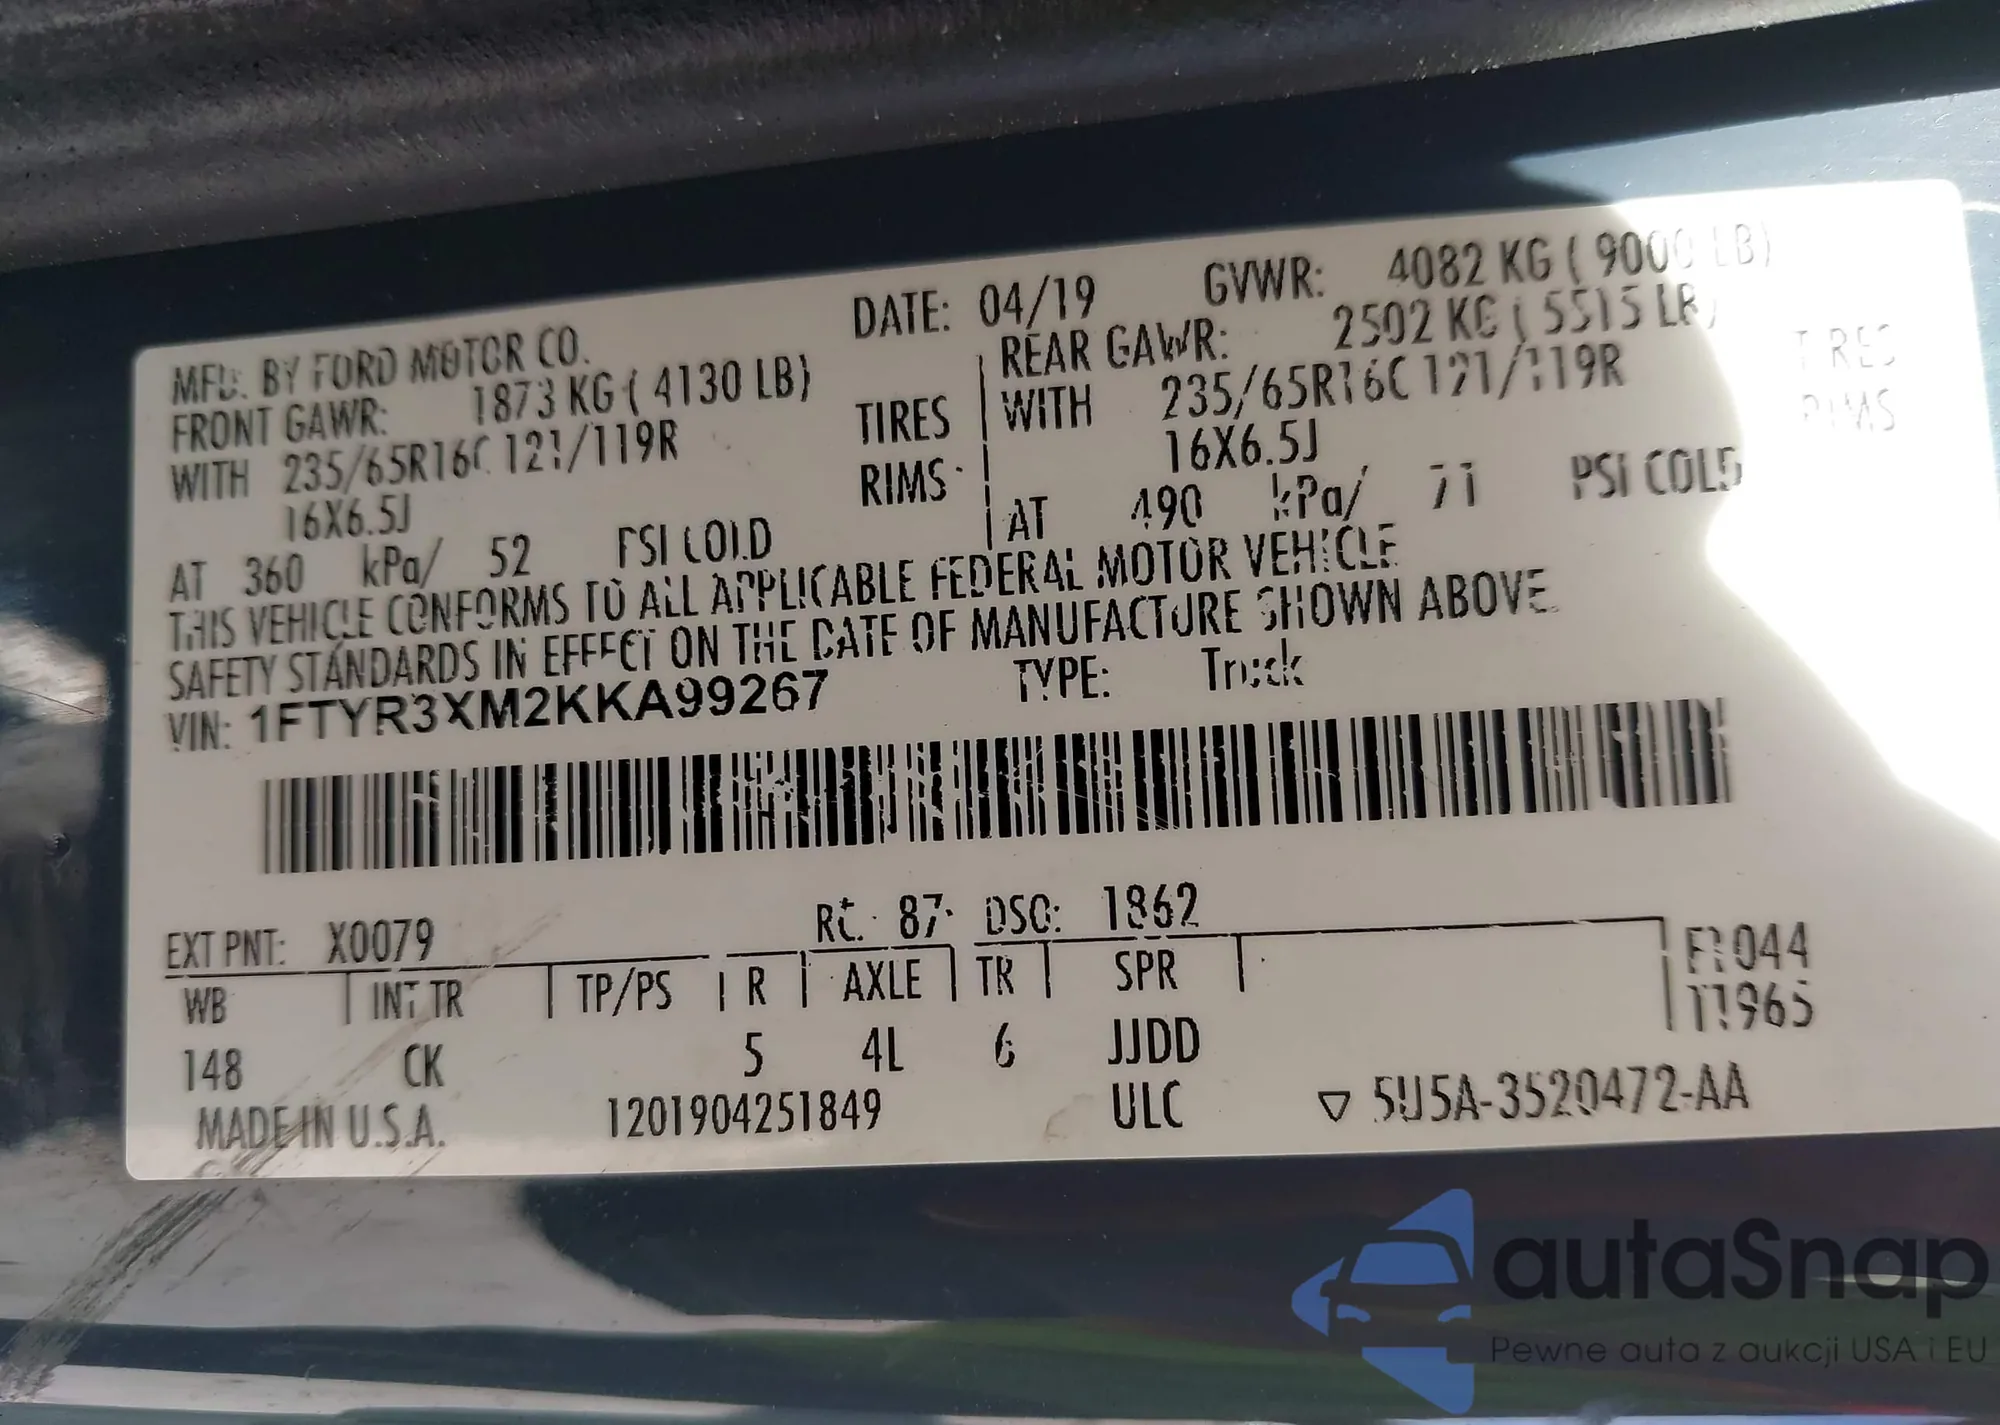 MFD. BY FORD MOTOR CO. DATE: 04/19 GVWR: 4082 KG ( 9000 LB)
FRONT GAWR: 1873 KG ( 4130 LB) REAR GAWR: 2502 KG ( 5515 LB)
WITH 235/65R16C 121/119R TIRES WITH 235/65R16C 121/119R TIRES
16X6.5J RIMS 16X6.5J RIMS
AT 360 kPa/ 52 PSI COLD AT 490 kPa/ 71 PSI COLD
THIS VEHICLE CONFORMS TO ALL APPLICABLE FEDERAL MOTOR VEHICLE
SAFETY STANDARDS IN EFFECT ON THE DATE OF MANUFACTURE SHOWN ABOVE.
VIN: 1FTYR3XM2KKA99267 TYPE: Truck
EXT PNT: X0079 RC: 87 DSO: 1862
WB INT TR TP/PS R AXLE TR SPR F1044
T1965
148 CK 5 4L 6 JJDD
MADE IN U.S.A. 1201904251849 ULC ▽ 5U5A-3520472-AA
autaSnap
Pewne auta z aukcji USA i EU